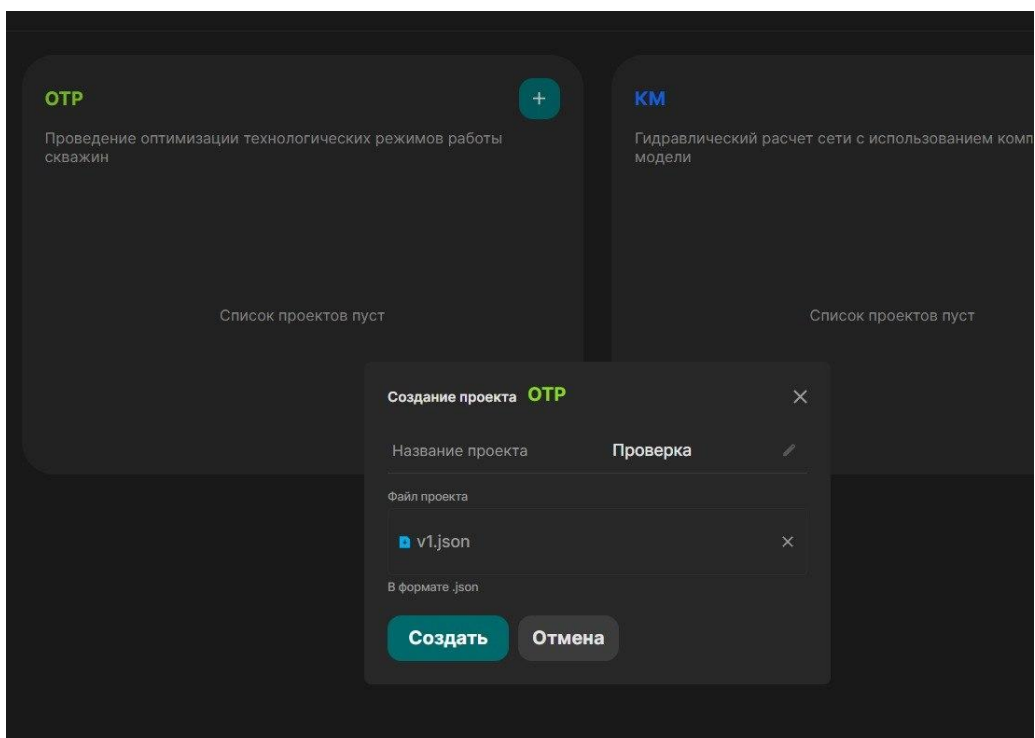 ОТР
+
Проведение оптимизации технологических режимов работы
скважин
Список проектов пуст
КМ
Гидравлический расчет сети с использованием комп
модели
Список проектов пуст
Создание проекта ОТР
Название проекта Проверка
Файл проекта
v1.json
В формате .json
Создать Отмена